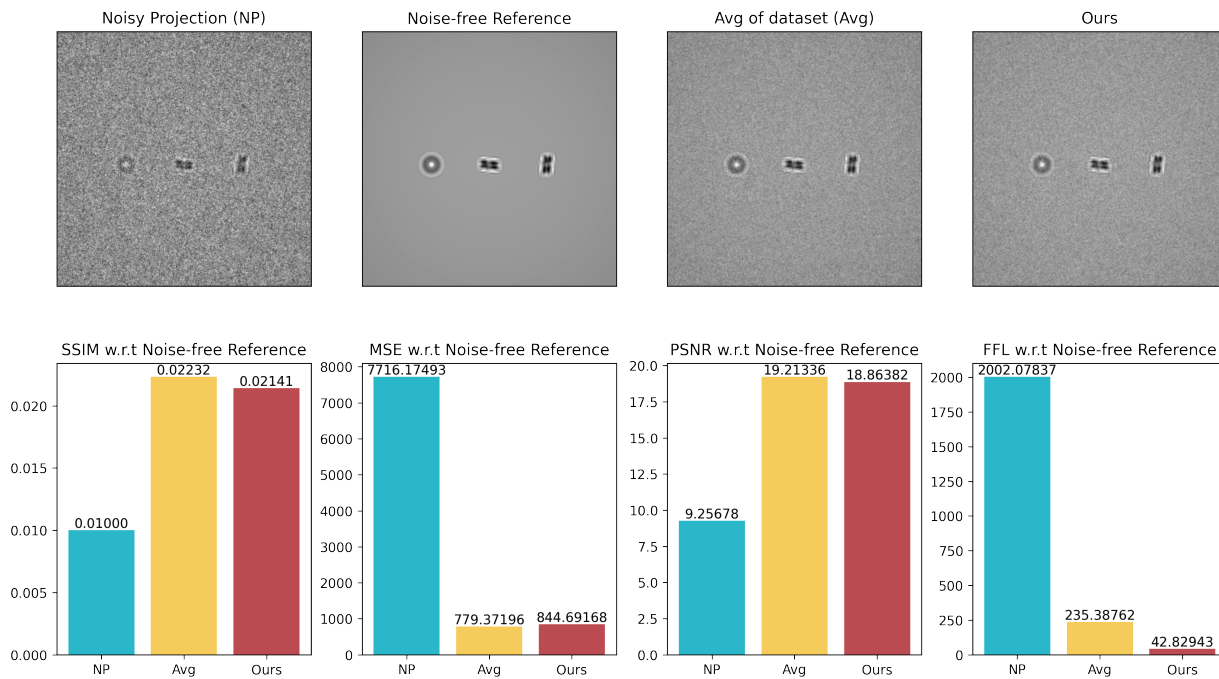 Noisy Projection (NP)
Noise-free Reference
Avg of dataset (Avg)
Ours
SSIM w.r.t Noise-free Reference
0.020
0.015
0.010
0.005
0.000
0.01000
0.02232
0.02141
NP
Avg
Ours
MSE w.r.t Noise-free Reference
8000
7000
6000
5000
4000
3000
2000
1000
0
7716.17493
779.37196
844.69168
NP
Avg
Ours
PSNR w.r.t Noise-free Reference
20.0
17.5
15.0
12.5
10.0
7.5
5.0
2.5
0.0
9.25678
19.21336
18.86382
NP
Avg
Ours
FFL w.r.t Noise-free Reference
2000
1750
1500
1250
1000
750
500
250
0
2002.07837
235.38762
42.82943
NP
Avg
Ours